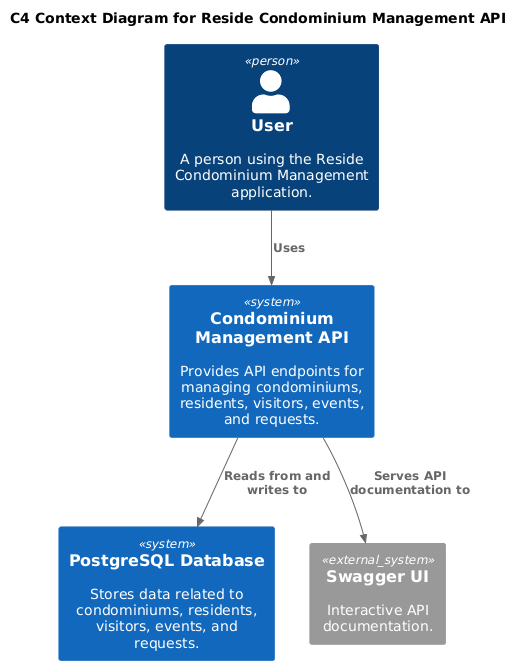 C4 Context Diagram for Reside Condominium Management API
«person»
User
A person using the Reside
Condominium Management
application.
Uses
«system»
Condominium
Management API
Provides API endpoints for
managing condominiums,
residents, visitors, events,
and requests.
Reads from and
writes to
Serves API
documentation to
«system»
PostgreSQL Database
Stores data related to
condominiums, residents,
visitors, events, and
requests.
«external_system»
Swagger UI
Interactive API
documentation.